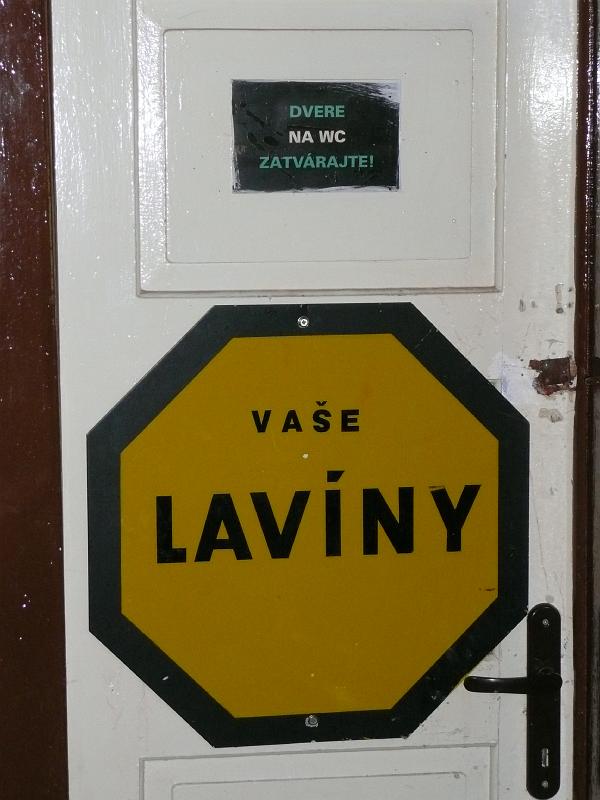 DVERE
NA WC
ZATVÁRAJTE!
VAŠE
LAVÍNY